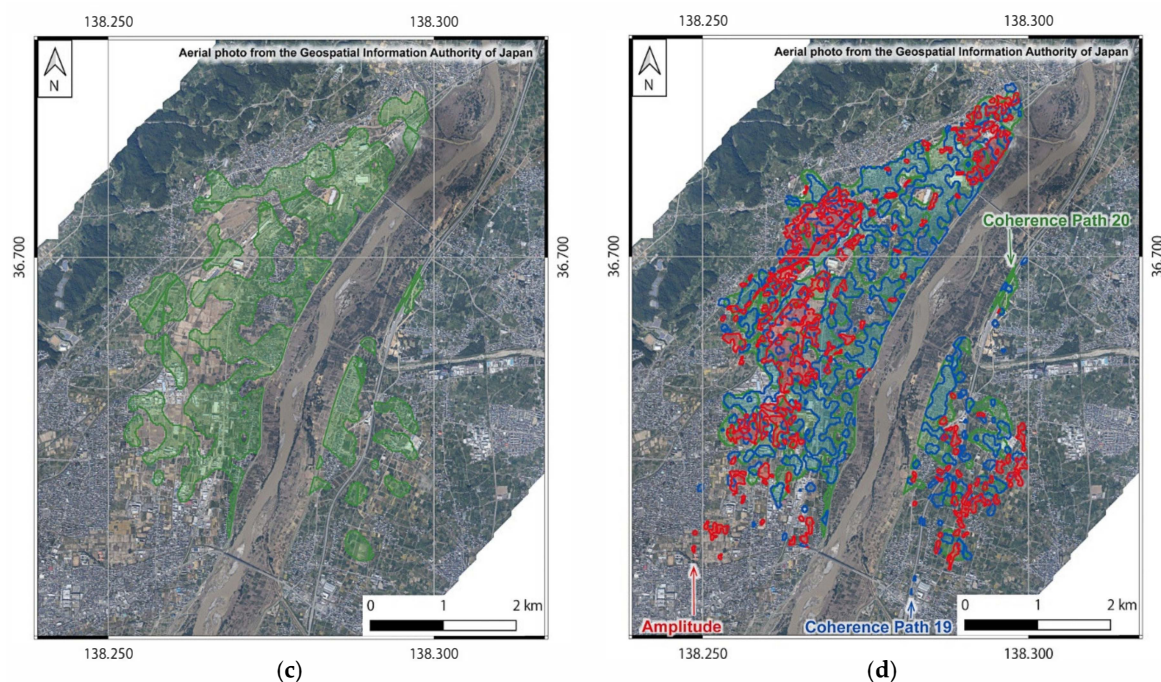 138.250
138.300
138.250
138.300
Aerial photo from the Geospatial Information Authority of Japan
Aerial photo from the Geospatial Information Authority of Japan
N
N
36.700
36.700
Coherence Path 20
0
1
2 km
0
1
2 km
Amplitude
Coherence Path 19
138.250
138.300
138.250
138.300
(c)
(d)